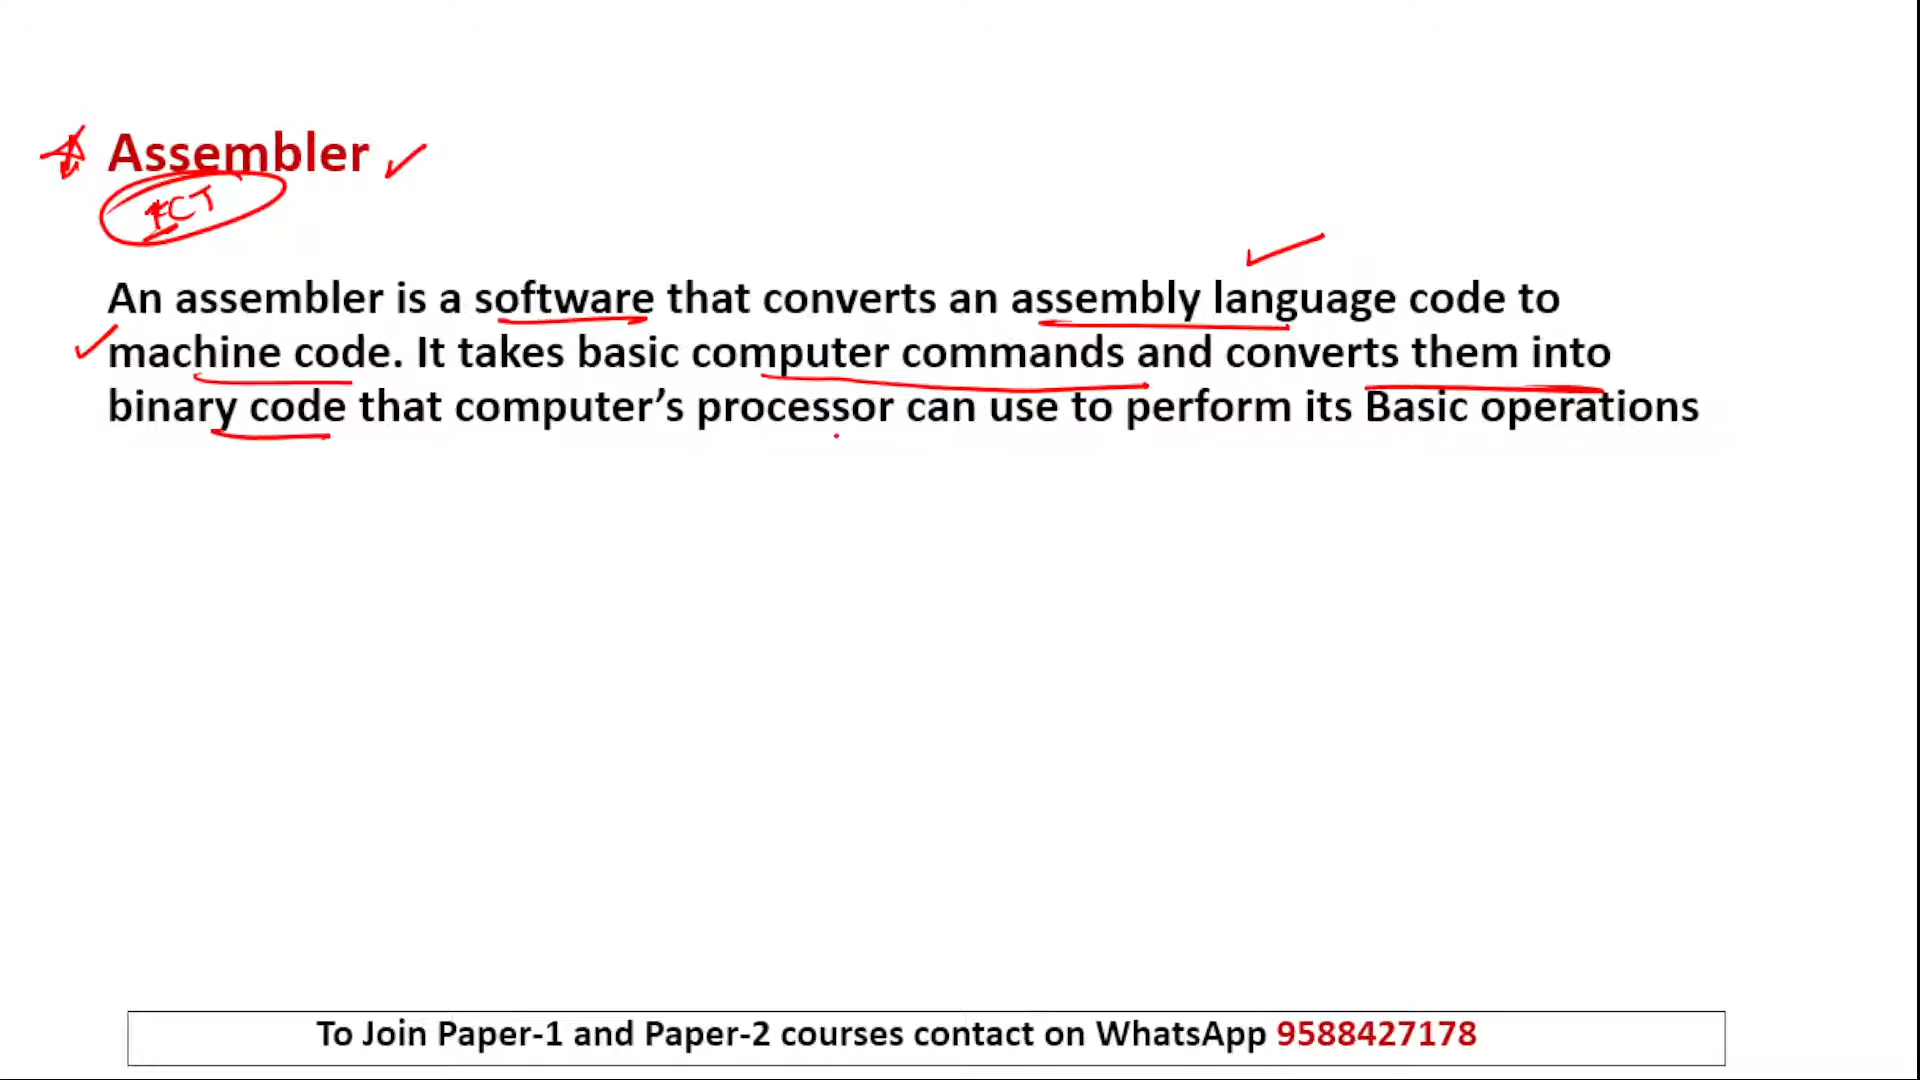 Assembler
ICT
An assembler is a software that converts an assembly language code to
machine code. It takes basic computer commands and converts them into
binary code that computer’s processor can use to perform its Basic operations
To Join Paper-1 and Paper-2 courses contact on WhatsApp 9588427178